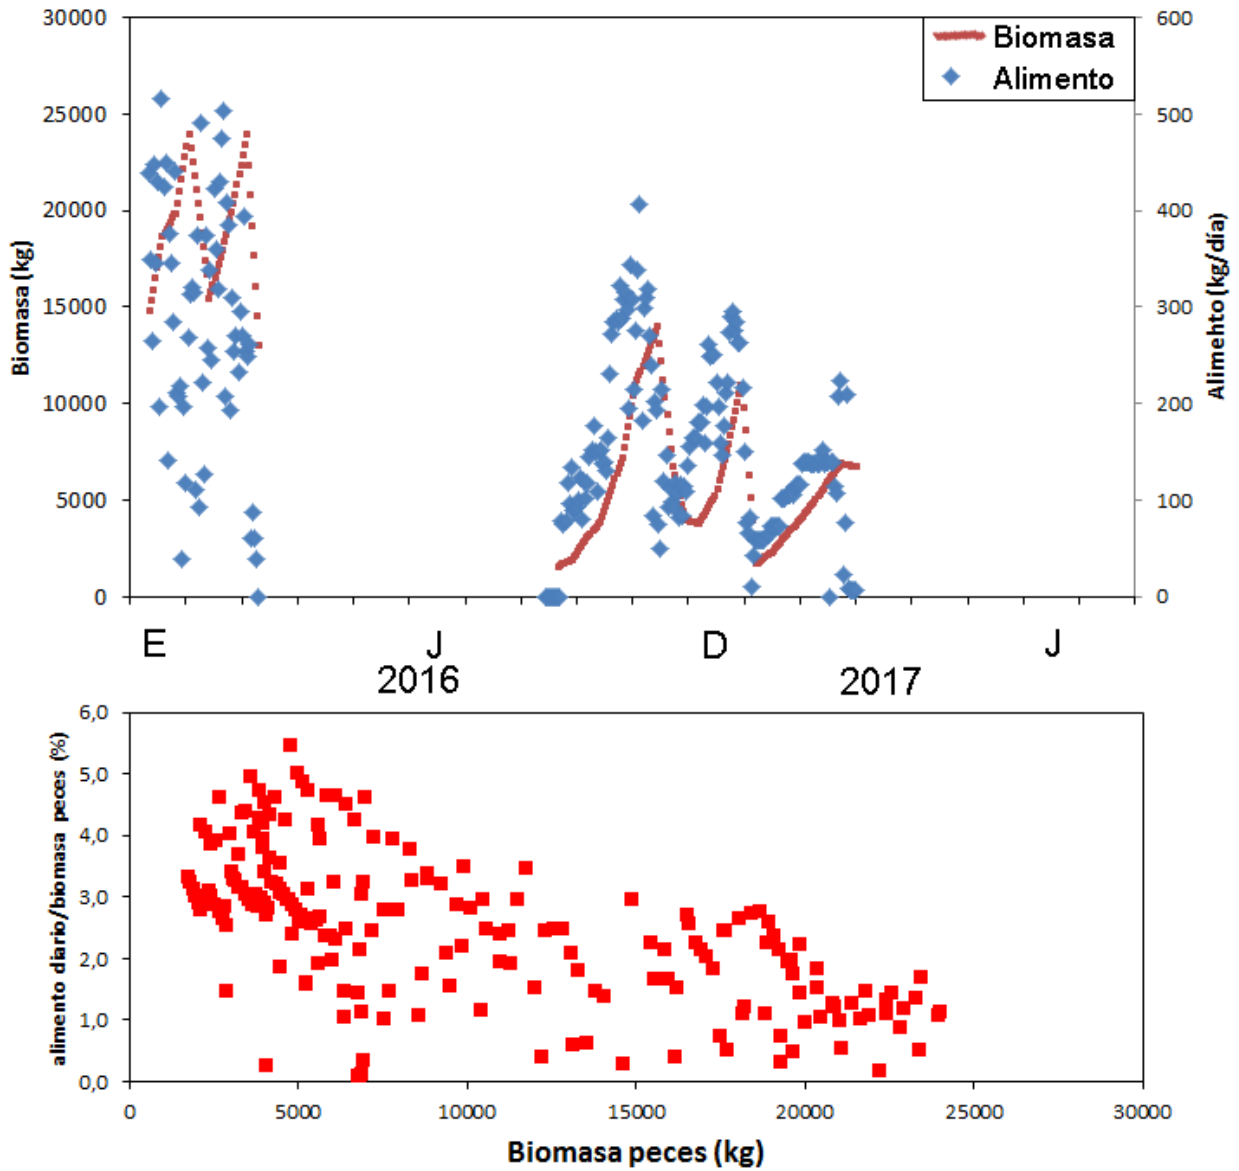 30000
25000
20000
15000
10000
5000
0
Biomasa (kg)
Biomasa
Alimento
600
500
400
300
200
100
0
Alimehto (kg/día)
E J D J
2016 2017
6,0
5,0
4,0
3,0
2,0
1,0
0,0
alimento diario/biomasa peces (%)
0 5000 10000 15000 20000 25000 30000
Biomasa peces (kg)